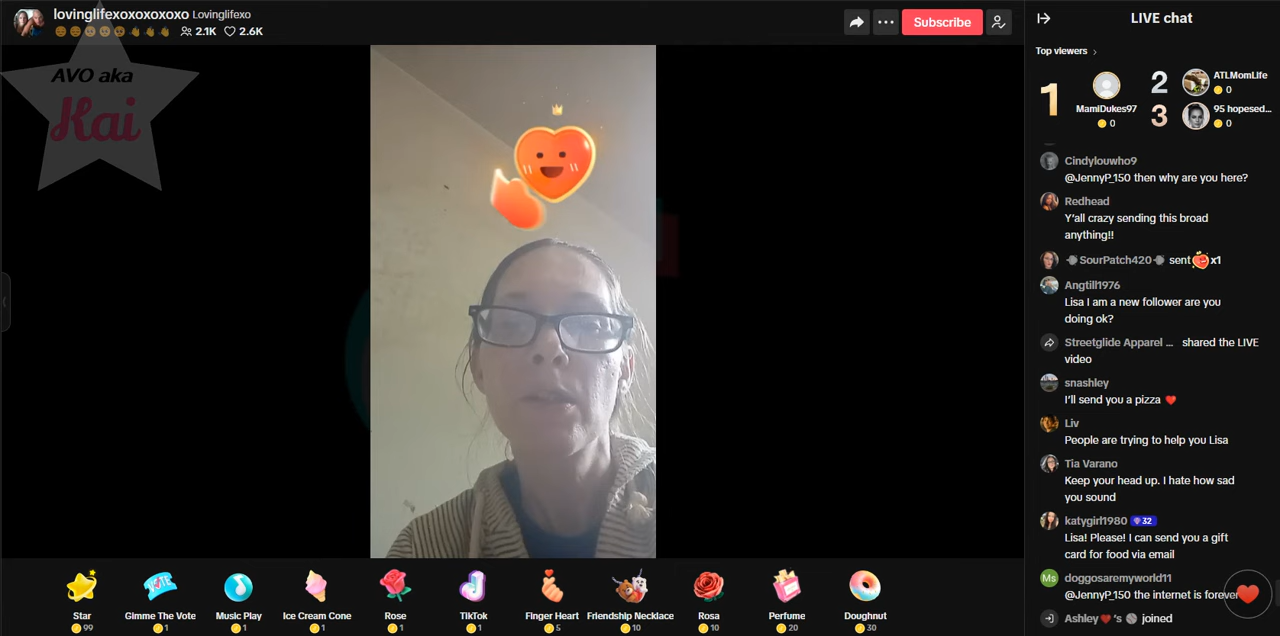 lovinglifexoxoxoxoxo Lovinglifexo
2.1K 2.6K
Subscribe
AVO aka
Kai
LIVE chat
Top viewers >
1
MamiDukes97
0
2
ATLMomLife
0
3
95 hopesed...
0
Cindylouwho9
@JennyP_150 then why are you here?
Redhead
Y'all crazy sending this broad
anything!!
SourPatch420 sent x1
Angtill1976
Lisa I am a new follower are you
doing ok?
Streetglide Apparel ... shared the LIVE
video
snashley
I'll send you a pizza ❤️
Liv
People are trying to help you Lisa
Tia Varano
Keep your head up. I hate how sad
you sound
katygirl1980 32
Lisa! Please! I can send you a gift
card for food via email
Ms doggosaremyworld11
@JennyP_150 the internet is forever
Ashley❤️'s joined
VOTE
Star Gimme The Vote Music Play Ice Cream Cone Rose TikTok Finger Heart Friendship Necklace Rosa Perfume Doughnut
99 1 1 1 1 1 5 10 10 20 30